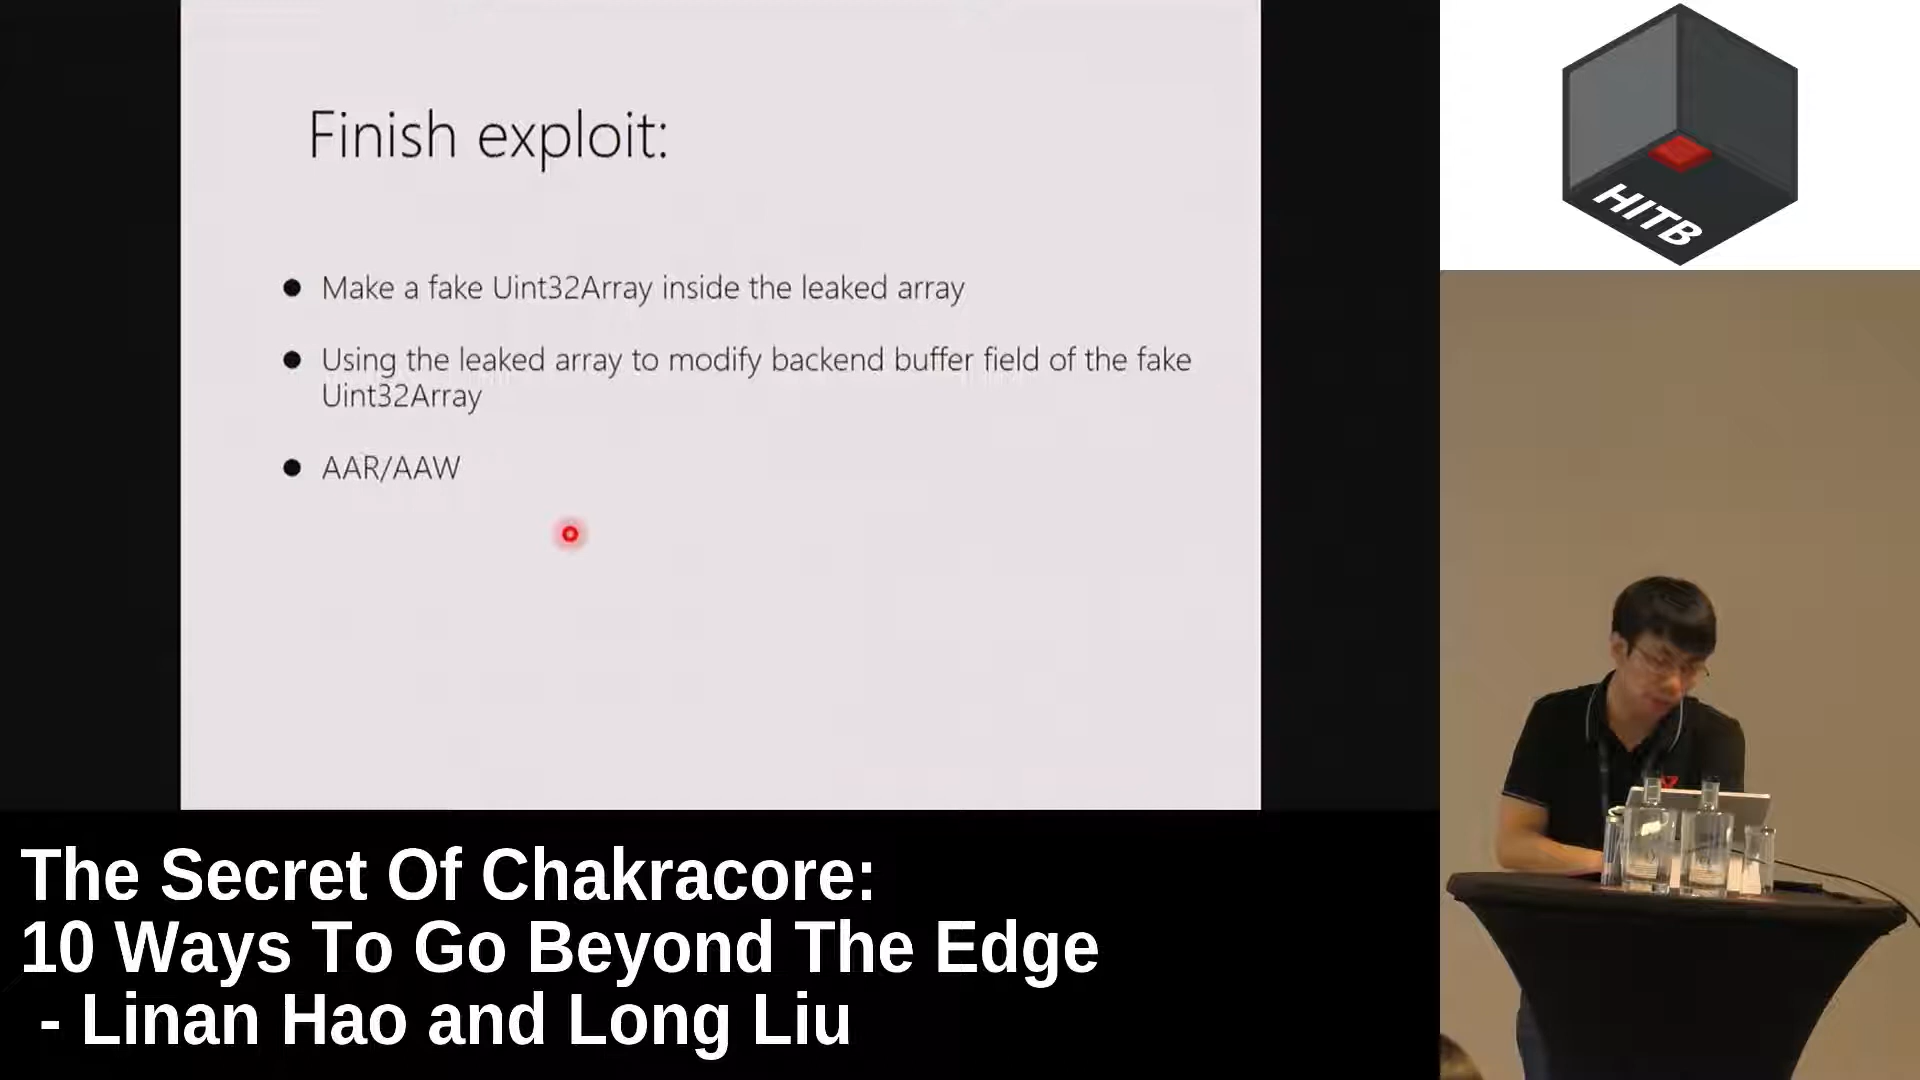 Finish exploit:
● Make a fake Uint32Array inside the leaked array
● Using the leaked array to modify backend buffer field of the fake
Uint32Array
● AAR/AAW
HITB
The Secret Of Chakracore:
10 Ways To Go Beyond The Edge
- Linan Hao and Long Liu